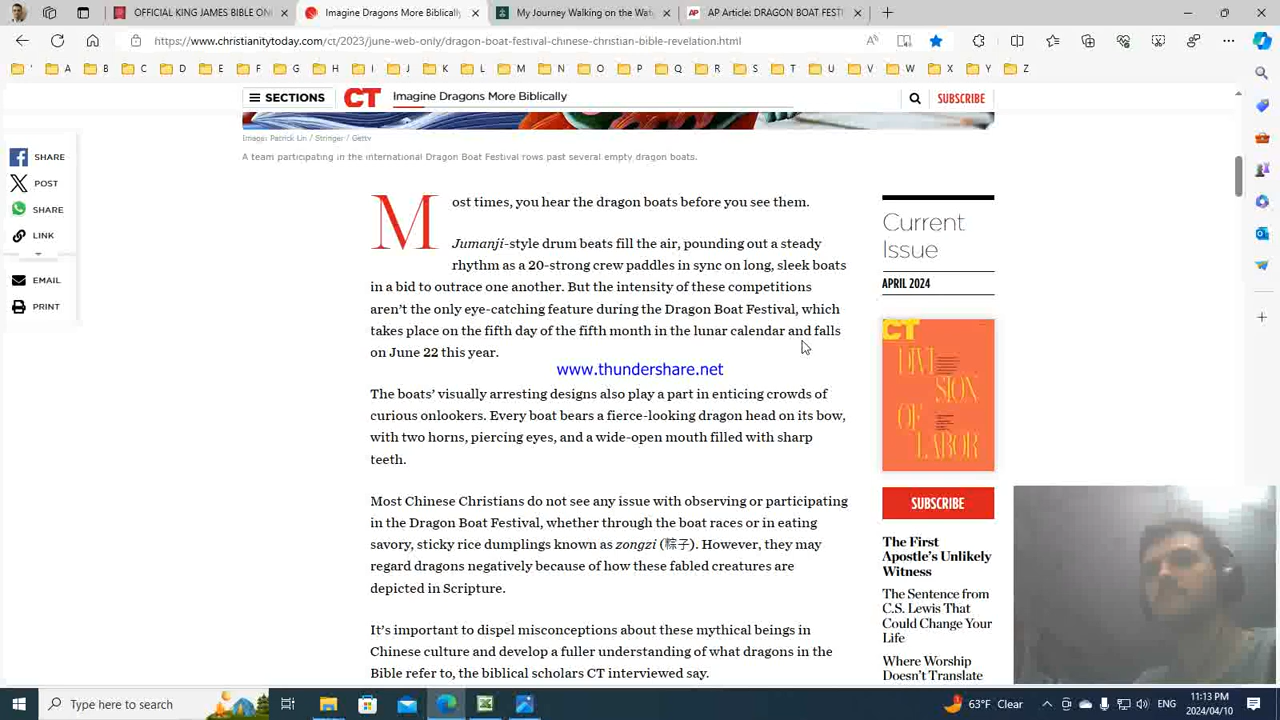 OFFICIAL KING JAMES BIBLE ONL
Imagine Dragons More Biblically
My Journey Walking on the Wat
AP Article: DRAGON BOAT FESTI
https://www.christianitytoday.com/ct/2023/june-web-only/dragon-boat-festival-chinese-christian-bible-revelation.html
' A B C D E F G H I J K L M N O P Q R S T U V W X Y Z
SECTIONS CT Imagine Dragons More Biblically SUBSCRIBE
Image: Patrick Lin / Stringer / Getty
A team participating in the international Dragon Boat Festival rows past several empty dragon boats.
SHARE
POST
SHARE
LINK
EMAIL
PRINT
Most times, you hear the dragon boats before you see them.
Jumanji-style drum beats fill the air, pounding out a steady
rhythm as a 20-strong crew paddles in sync on long, sleek boats
in a bid to outrace one another. But the intensity of these competitions
aren't the only eye-catching feature during the Dragon Boat Festival, which
takes place on the fifth day of the fifth month in the lunar calendar and falls
on June 22 this year.
www.thundershare.net
The boats' visually arresting designs also play a part in enticing crowds of
curious onlookers. Every boat bears a fierce-looking dragon head on its bow,
with two horns, piercing eyes, and a wide-open mouth filled with sharp
teeth.
Most Chinese Christians do not see any issue with observing or participating
in the Dragon Boat Festival, whether through the boat races or in eating
savory, sticky rice dumplings known as zongzi (粽子). However, they may
regard dragons negatively because of how these fabled creatures are
depicted in Scripture.
It's important to dispel misconceptions about these mythical beings in
Chinese culture and develop a fuller understanding of what dragons in the
Bible refer to, the biblical scholars CT interviewed say.
Current
Issue
APRIL 2024
CT
DIVISION
OF
LABOR
SUBSCRIBE
The First
Apostle's Unlikely
Witness
The Sentence from
C.S. Lewis That
Could Change Your
Life
Where Worship
Doesn't Translate
Type here to search
63°F Clear
ENG
11:13 PM
2024/04/10